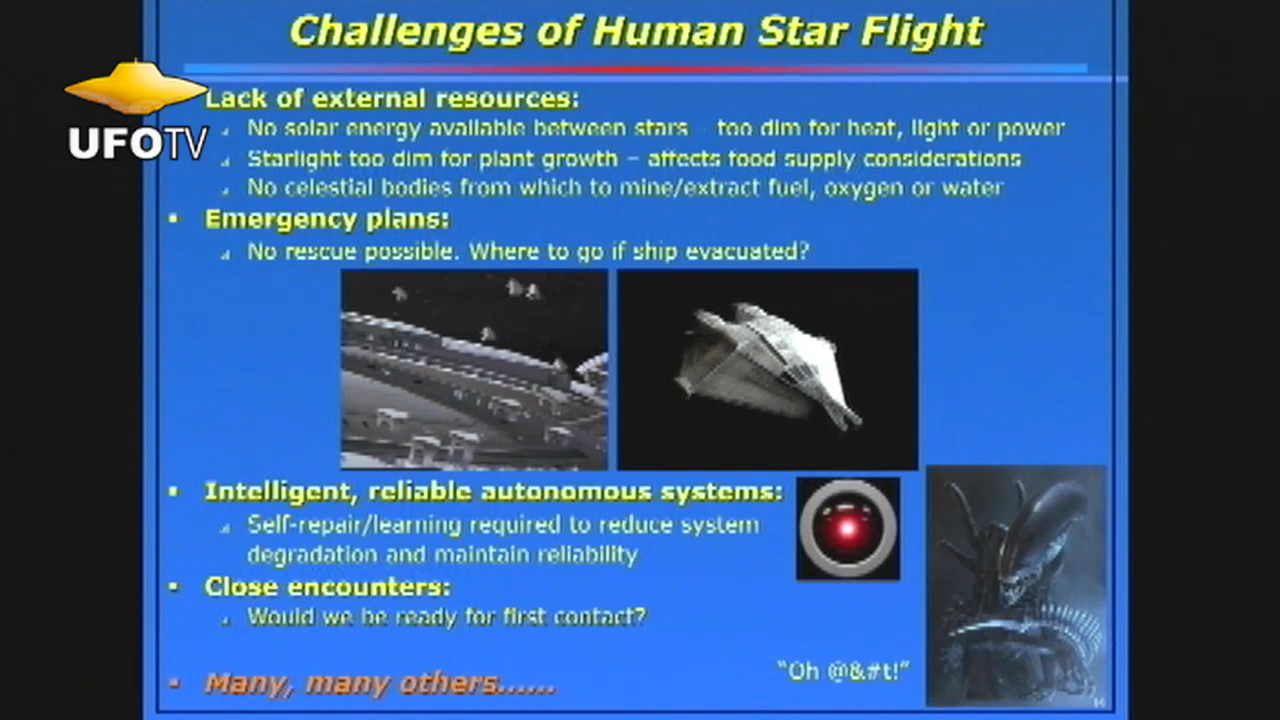 Challenges of Human Star Flight
UFOTV
Lack of external resources:
No solar energy available between stars – too dim for heat, light or power
Starlight too dim for plant growth – affects food supply considerations
No celestial bodies from which to mine/extract fuel, oxygen or water
Emergency plans:
No rescue possible. Where to go if ship evacuated?
Intelligent, reliable autonomous systems:
Self-repair/learning required to reduce system
degradation and maintain reliability
Close encounters:
Would we be ready for first contact?
"Oh @&#t!"
Many, many others......